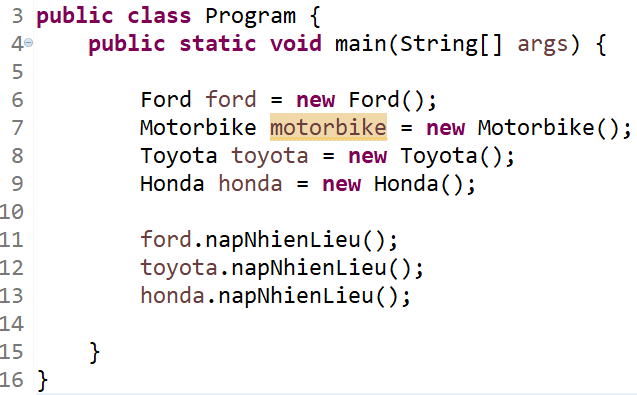 3 public class Program {
4 public static void main(String[] args) {
5
6 Ford ford = new Ford();
7 Motorbike motorbike = new Motorbike();
8 Toyota toyota = new Toyota();
9 Honda honda = new Honda();
10
11 ford.napNhienLieu();
12 toyota.napNhienLieu();
13 honda.napNhienLieu();
14
15 }
16 }